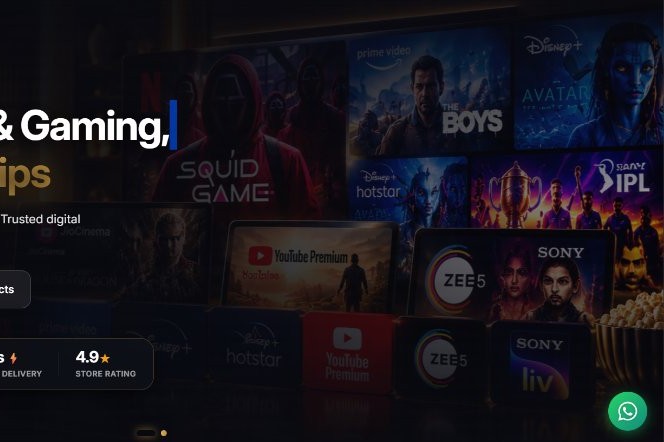 & Gaming,
ips
Trusted digital
cts
s
DELIVERY
4.9★
STORE RATING
prime video
THE
BOYS
Disney+
AVATAR
SQUID
GAME
Disney+
hotstar
IPL
JioCinema
YouTube Premium
ZEE5
SONY
Disney+
hotstar
YouTube
Premium
ZEE5
SONY
liv